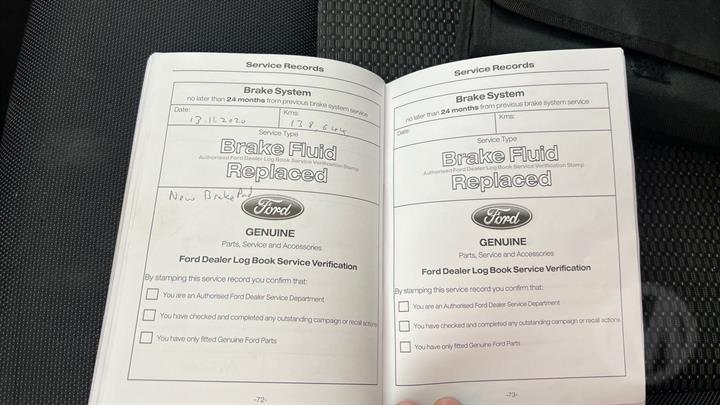 Service Records
Brake System
no later than 24 months from previous brake system service
Date:
Kms:
13.11.2020
138,644
Service Type
Brake Fluid
Authorised Ford Dealer Log Book Service Verification Stamp
Replaced
New Brake Pad
Ford
GENUINE
Parts, Service and Accessories
Ford Dealer Log Book Service Verification
By stamping this service record you confirm that:
You are an Authorised Ford Dealer Service Department
You have checked and completed any outstanding campaign or recall actions
You have only fitted Genuine Ford Parts
-72-
Service Records
Brake System
no later than 24 months from previous brake system service
Date:
Kms:
Service Type
Brake Fluid
Authorised Ford Dealer Log Book Service Verification Stamp
Replaced
Ford
GENUINE
Parts, Service and Accessories
Ford Dealer Log Book Service Verification
By stamping this service record you confirm that:
You are an Authorised Ford Dealer Service Department
You have checked and completed any outstanding campaign or recall actions
You have only fitted Genuine Ford Parts
-73-